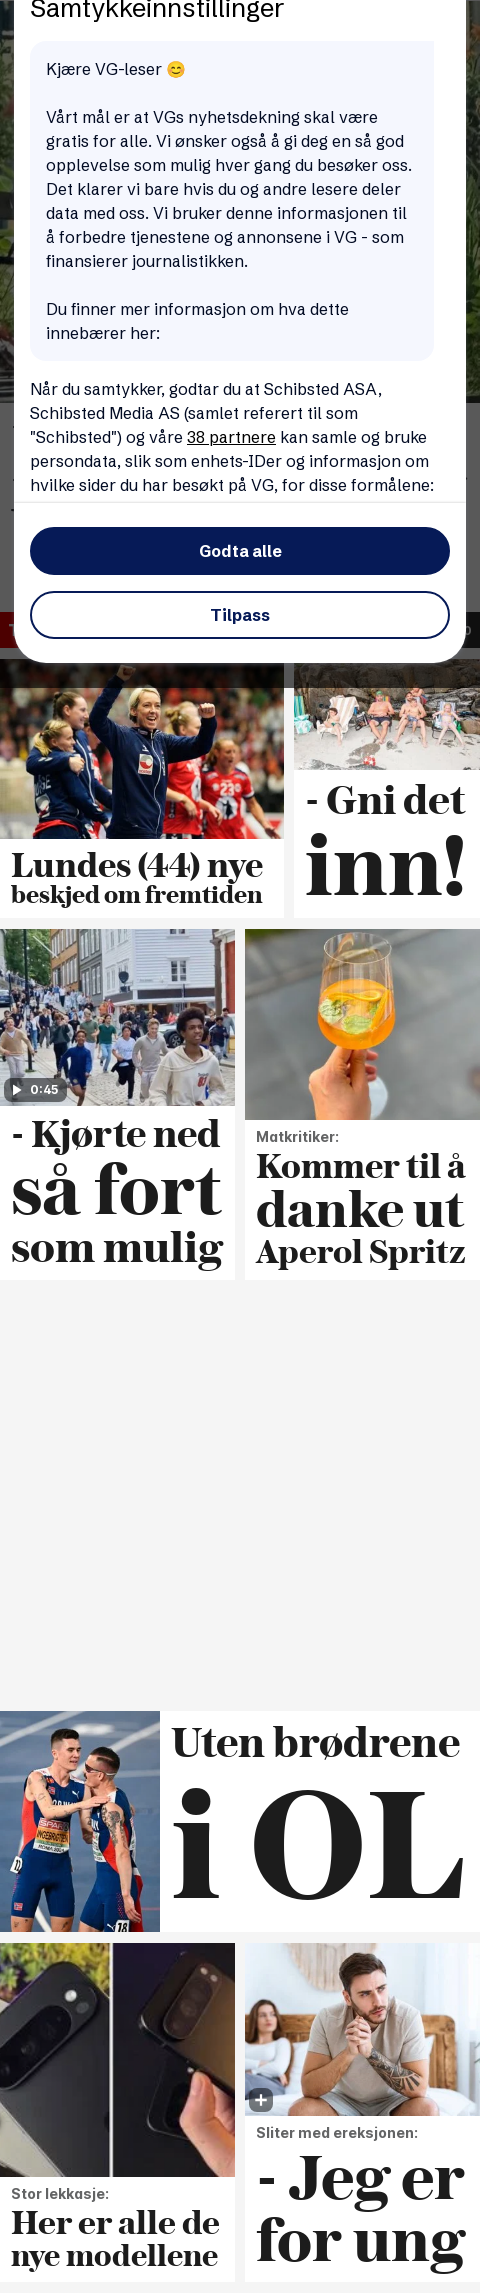 Samtykkeinnstillinger
Kjære VG-leser 😊
Vårt mål er at VGs nyhetsdekning skal være
gratis for alle. Vi ønsker også å gi deg en så god
opplevelse som mulig hver gang du besøker oss.
Det klarer vi bare hvis du og andre lesere deler
data med oss. Vi bruker denne informasjonen til
å forbedre tjenestene og annonsene i VG - som
finansierer journalistikken.
Du finner mer informasjon om hva dette
innebærer her:
Når du samtykker, godtar du at Schibsted ASA,
Schibsted Media AS (samlet referert til som
"Schibsted") og våre 38 partnere kan samle og bruke
persondata, slik som enhets-IDer og informasjon om
hvilke sider du har besøkt på VG, for disse formålene:
Godta alle
Tilpass
Lundes (44) nye
beskjed om fremtiden
- Gni det
inn!
0:45
- Kjørte ned
så fort
som mulig
Matkritiker:
Kommer til å
danke ut
Aperol Spritz
Uten brødrene
i OL
Stor lekkasje:
Her er alle de
nye modellene
Sliter med ereksjonen:
- Jeg er
for ung